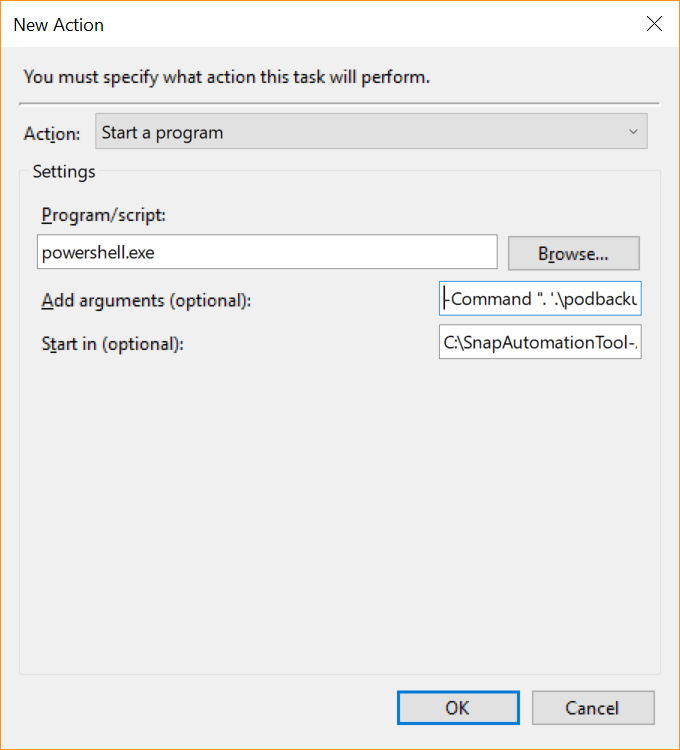 New Action
You must specify what action this task will perform.
Action: Start a program
Settings
Program/script:
powershell.exe Browse...
Add arguments (optional): -Command ". '.\podbacku
Start in (optional): C:\SnapAutomationTool-.
OK Cancel